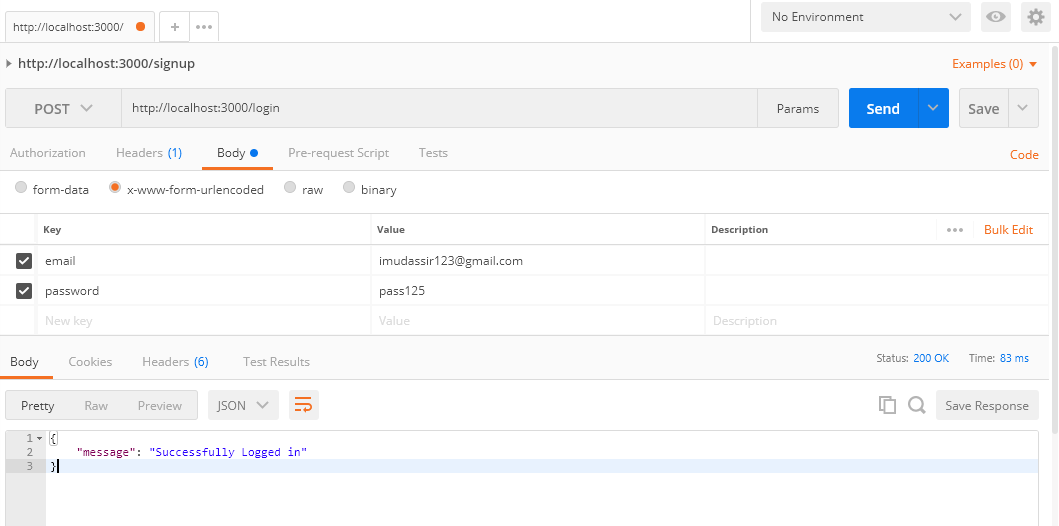 http://localhost:3000/
+
•••
No Environment
http://localhost:3000/signup
Examples (0)
POST
http://localhost:3000/login
Params
Send
Save
Authorization
Headers (1)
Body
Pre-request Script
Tests
Code
form-data
x-www-form-urlencoded
raw
binary
Key
Value
Description
•••
Bulk Edit
email
imudassir123@gmail.com
password
pass125
New key
Value
Description
Body
Cookies
Headers (6)
Test Results
Status: 200 OK
Time: 83 ms
Pretty
Raw
Preview
JSON
Save Response
1 {
2 "message": "Successfully Logged in"
3 }